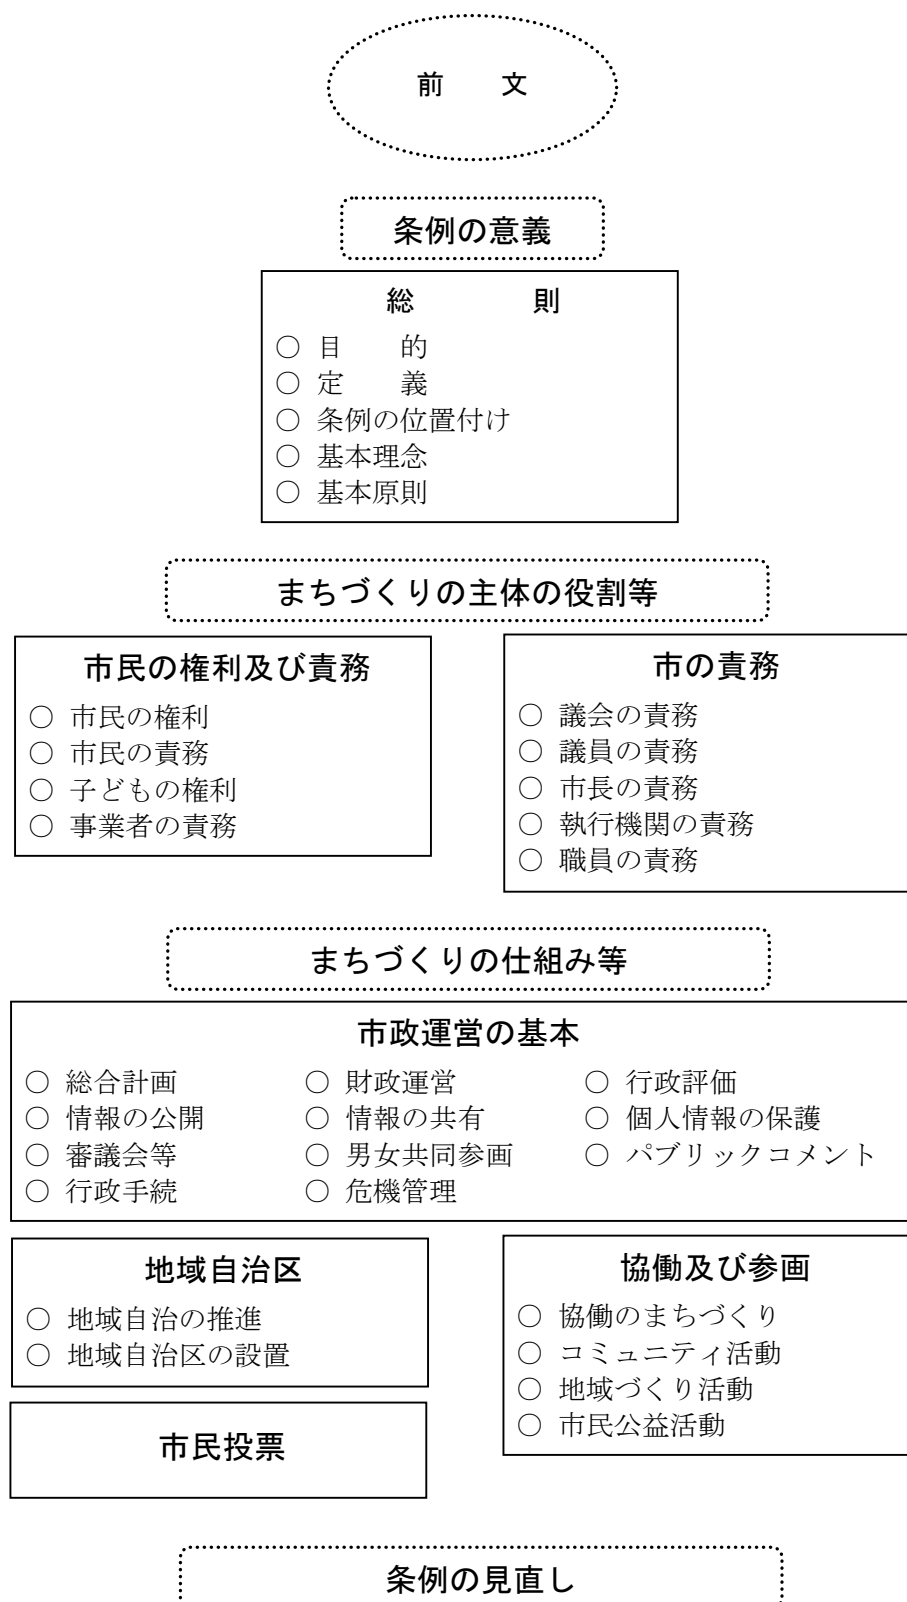 前　　文
条例の意義
総　　　　則
○ 目　　的
○ 定　　義
○ 条例の位置付け
○ 基本理念
○ 基本原則
まちづくりの主体の役割等
市民の権利及び責務
○ 市民の権利
○ 市民の責務
○ 子どもの権利
○ 事業者の責務
市の責務
○ 議会の責務
○ 議員の責務
○ 市長の責務
○ 執行機関の責務
○ 職員の責務
まちづくりの仕組み等
市政運営の基本
○ 総合計画　○ 財政運営　○ 行政評価
○ 情報の公開　○ 情報の共有　○ 個人情報の保護
○ 審議会等　○ 男女共同参画　○ パブリックコメント
○ 行政手続　○ 危機管理
地域自治区
○ 地域自治の推進
○ 地域自治区の設置
協働及び参画
○ 協働のまちづくり
○ コミュニティ活動
○ 地域づくり活動
○ 市民公益活動
市民投票
条例の見直し